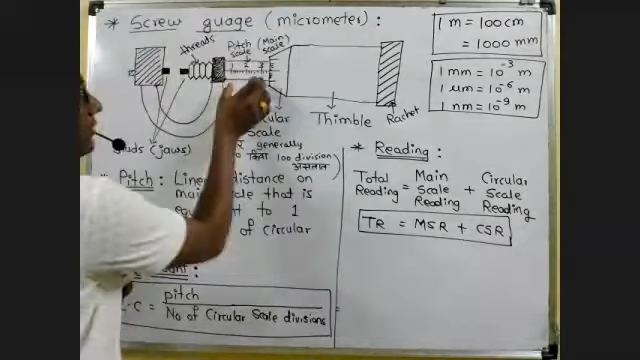 * Screw guage (micrometer) :
threads
Pitch (Main
scale scale)
Studs (jaws)
Scale
Thimble
Rachet
generally
100 division
Pitch : Linear distance on
main scale that is
equivalent to 1
of circular
L.C = pitch
No of Circular Scale divisions
1 m = 100 cm
= 1000 mm
1 mm = 10⁻³ m
1 μm = 10⁻⁶ m
1 nm = 10⁻⁹ m
* Reading :
Total Reading = Main Scale Reading + Circular Scale Reading
TR = MSR + CSR